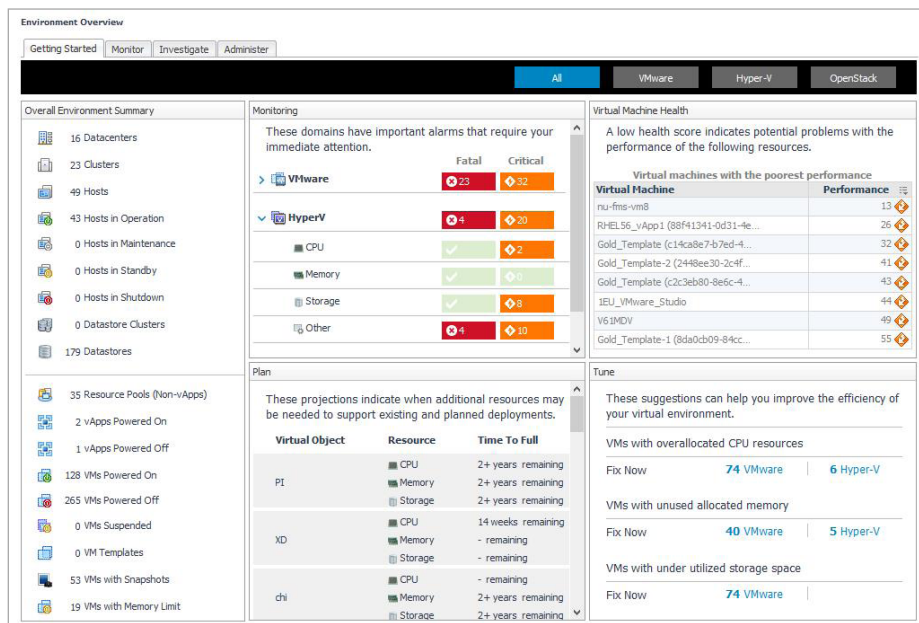 Environment Overview
Getting Started Monitor Investigate Administer
All VMware Hyper-V OpenStack
Overall Environment Summary
16 Datacenters
23 Clusters
49 Hosts
43 Hosts in Operation
0 Hosts in Maintenance
0 Hosts in Standby
0 Hosts in Shutdown
0 Datastore Clusters
179 Datastores
35 Resource Pools (Non-vApps)
2 vApps Powered On
1 vApps Powered Off
128 VMs Powered On
265 VMs Powered Off
0 VMs Suspended
0 VM Templates
53 VMs with Snapshots
19 VMs with Memory Limit
Monitoring
These domains have important alarms that require your
immediate attention.
Fatal Critical
VMware 23 32
HyperV 4 20
CPU 2
Memory 0
Storage 8
Other 4 10
Virtual Machine Health
A low health score indicates potential problems with the
performance of the following resources.
Virtual machines with the poorest performance
Virtual Machine Performance
nu-fms-vm8 13
RHEL56_vApp1 (88f41341-0d31-4e... 26
Gold_Template (c14ca8e7-b7ed-4... 32
Gold_Template-2 (2448ee30-2c4f... 41
Gold_Template (c2c3eb80-8e6c-4... 43
1EU_VMware_Studio 44
V61MDV 49
Gold_Template-1 (8da0cb09-84cc... 55
Plan
These projections indicate when additional resources may
be needed to support existing and planned deployments.
Virtual Object Resource Time To Full
CPU 2+ years remaining
PI Memory 2+ years remaining
Storage 2+ years remaining
CPU 14 weeks remaining
XD Memory - remaining
Storage - remaining
CPU - remaining
chi Memory 2+ years remaining
Storage 2+ years remaining
Tune
These suggestions can help you improve the efficiency of
your virtual environment.
VMs with overallocated CPU resources
Fix Now 74 VMware 6 Hyper-V
VMs with unused allocated memory
Fix Now 40 VMware 5 Hyper-V
VMs with under utilized storage space
Fix Now 74 VMware